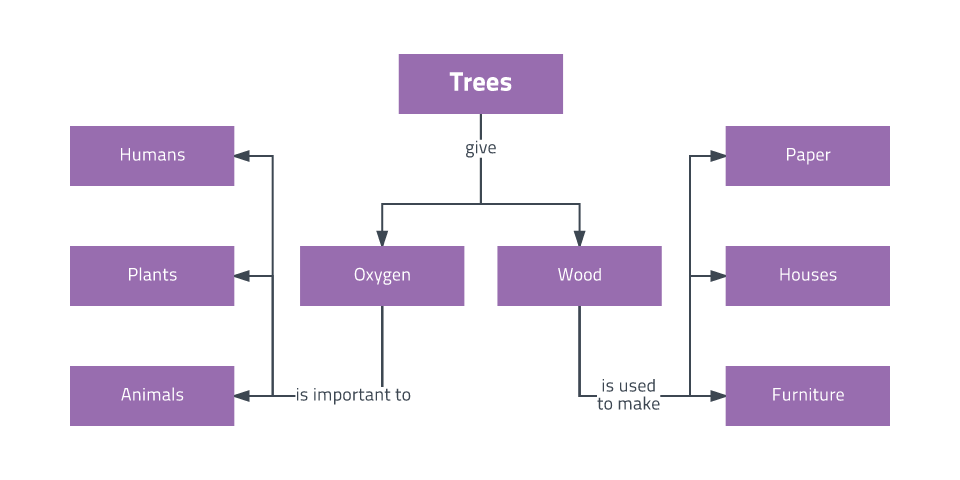 Trees
give
Humans
Paper
Plants
Oxygen
Wood
Houses
Animals
is important to
is used
to make
Furniture